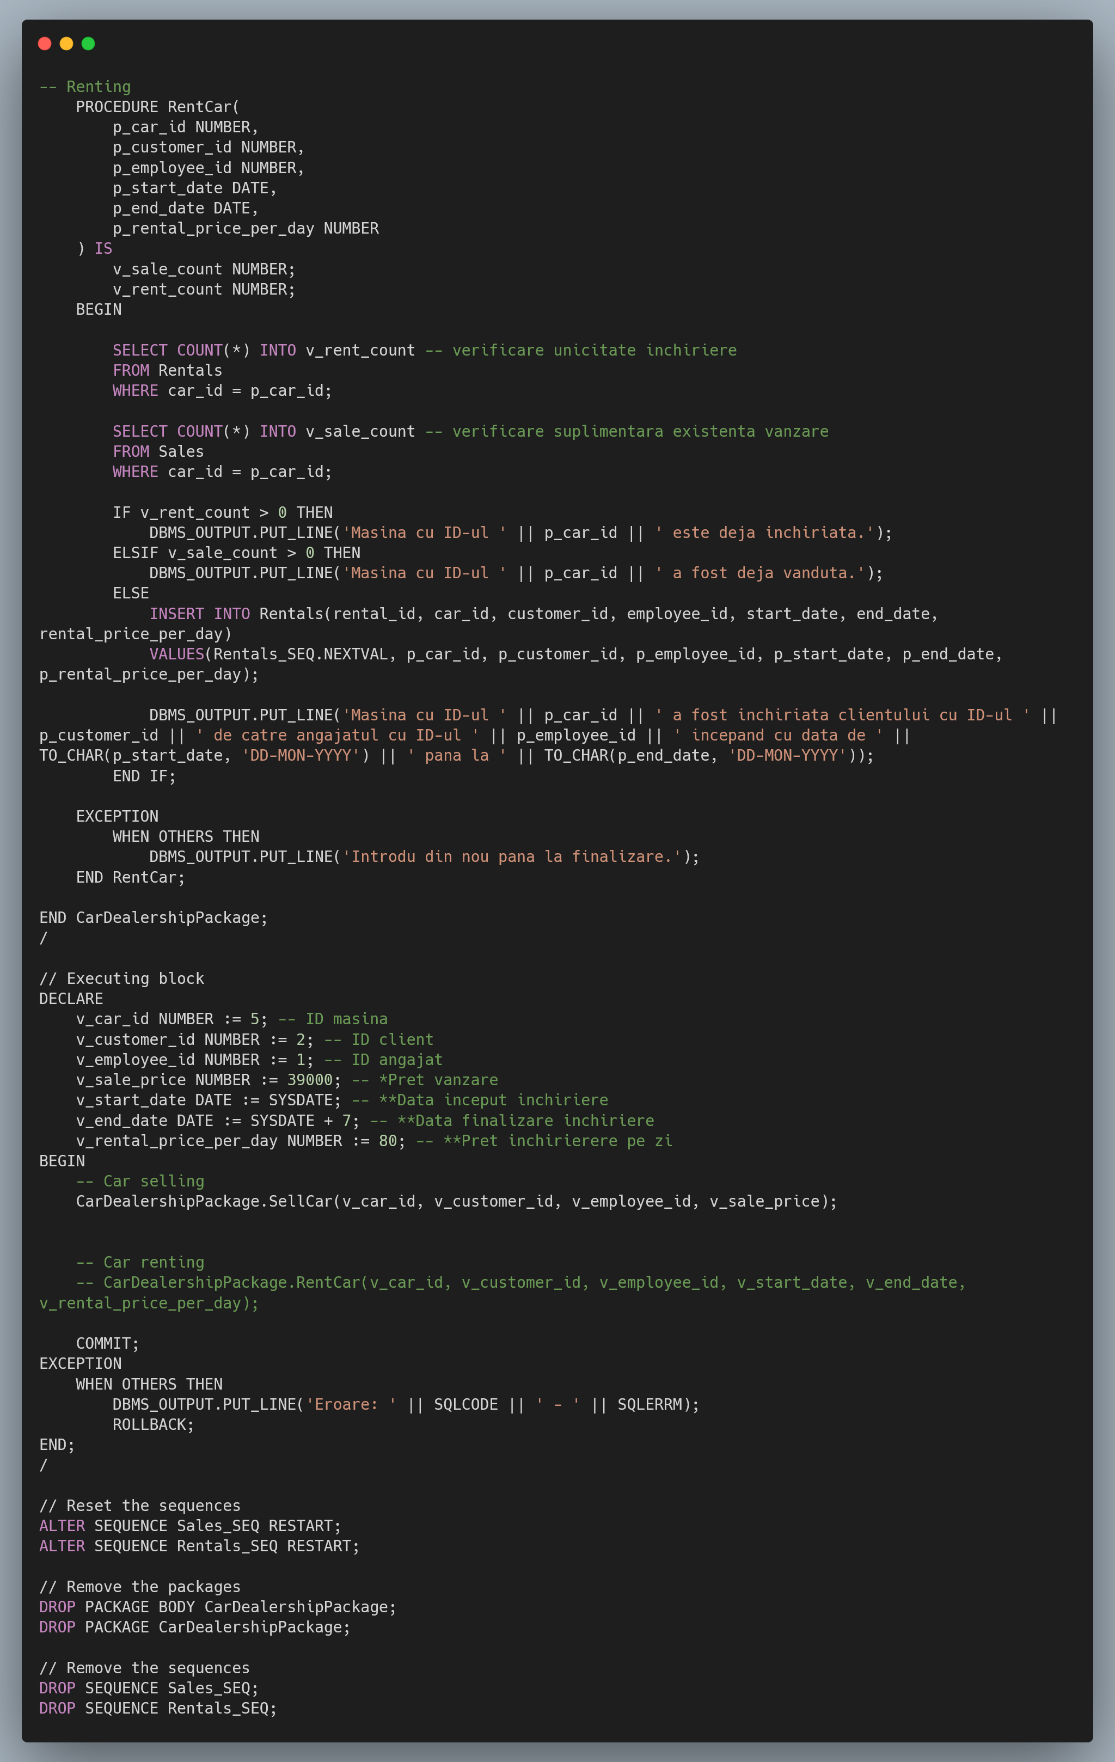 -- Renting
    PROCEDURE RentCar(
        p_car_id NUMBER,
        p_customer_id NUMBER,
        p_employee_id NUMBER,
        p_start_date DATE,
        p_end_date DATE,
        p_rental_price_per_day NUMBER
    ) IS
        v_sale_count NUMBER;
        v_rent_count NUMBER;
    BEGIN

        SELECT COUNT(*) INTO v_rent_count -- verificare unicitate inchiriere
        FROM Rentals
        WHERE car_id = p_car_id;

        SELECT COUNT(*) INTO v_sale_count -- verificare suplimentara existenta vanzare
        FROM Sales
        WHERE car_id = p_car_id;

        IF v_rent_count > 0 THEN
            DBMS_OUTPUT.PUT_LINE('Masina cu ID-ul ' || p_car_id || ' este deja inchiriata.');
        ELSIF v_sale_count > 0 THEN
            DBMS_OUTPUT.PUT_LINE('Masina cu ID-ul ' || p_car_id || ' a fost deja vanduta.');
        ELSE
            INSERT INTO Rentals(rental_id, car_id, customer_id, employee_id, start_date, end_date,
rental_price_per_day)
            VALUES(Rentals_SEQ.NEXTVAL, p_car_id, p_customer_id, p_employee_id, p_start_date, p_end_date,
p_rental_price_per_day);

            DBMS_OUTPUT.PUT_LINE('Masina cu ID-ul ' || p_car_id || ' a fost inchiriata clientului cu ID-ul ' ||
p_customer_id || ' de catre angajatul cu ID-ul ' || p_employee_id || ' incepand cu data de ' ||
TO_CHAR(p_start_date, 'DD-MON-YYYY') || ' pana la ' || TO_CHAR(p_end_date, 'DD-MON-YYYY'));
        END IF;

    EXCEPTION
        WHEN OTHERS THEN
            DBMS_OUTPUT.PUT_LINE('Introdu din nou pana la finalizare.');
    END RentCar;

END CarDealershipPackage;
/

// Executing block
DECLARE
    v_car_id NUMBER := 5; -- ID masina
    v_customer_id NUMBER := 2; -- ID client
    v_employee_id NUMBER := 1; -- ID angajat
    v_sale_price NUMBER := 39000; -- *Pret vanzare
    v_start_date DATE := SYSDATE; -- **Data inceput inchiriere
    v_end_date DATE := SYSDATE + 7; -- **Data finalizare inchiriere
    v_rental_price_per_day NUMBER := 80; -- **Pret inchirierere pe zi
BEGIN
    -- Car selling
    CarDealershipPackage.SellCar(v_car_id, v_customer_id, v_employee_id, v_sale_price);


    -- Car renting
    -- CarDealershipPackage.RentCar(v_car_id, v_customer_id, v_employee_id, v_start_date, v_end_date,
v_rental_price_per_day);

    COMMIT;
EXCEPTION
    WHEN OTHERS THEN
        DBMS_OUTPUT.PUT_LINE('Eroare: ' || SQLCODE || ' - ' || SQLERRM);
        ROLLBACK;
END;
/

// Reset the sequences
ALTER SEQUENCE Sales_SEQ RESTART;
ALTER SEQUENCE Rentals_SEQ RESTART;

// Remove the packages
DROP PACKAGE BODY CarDealershipPackage;
DROP PACKAGE CarDealershipPackage;

// Remove the sequences
DROP SEQUENCE Sales_SEQ;
DROP SEQUENCE Rentals_SEQ;